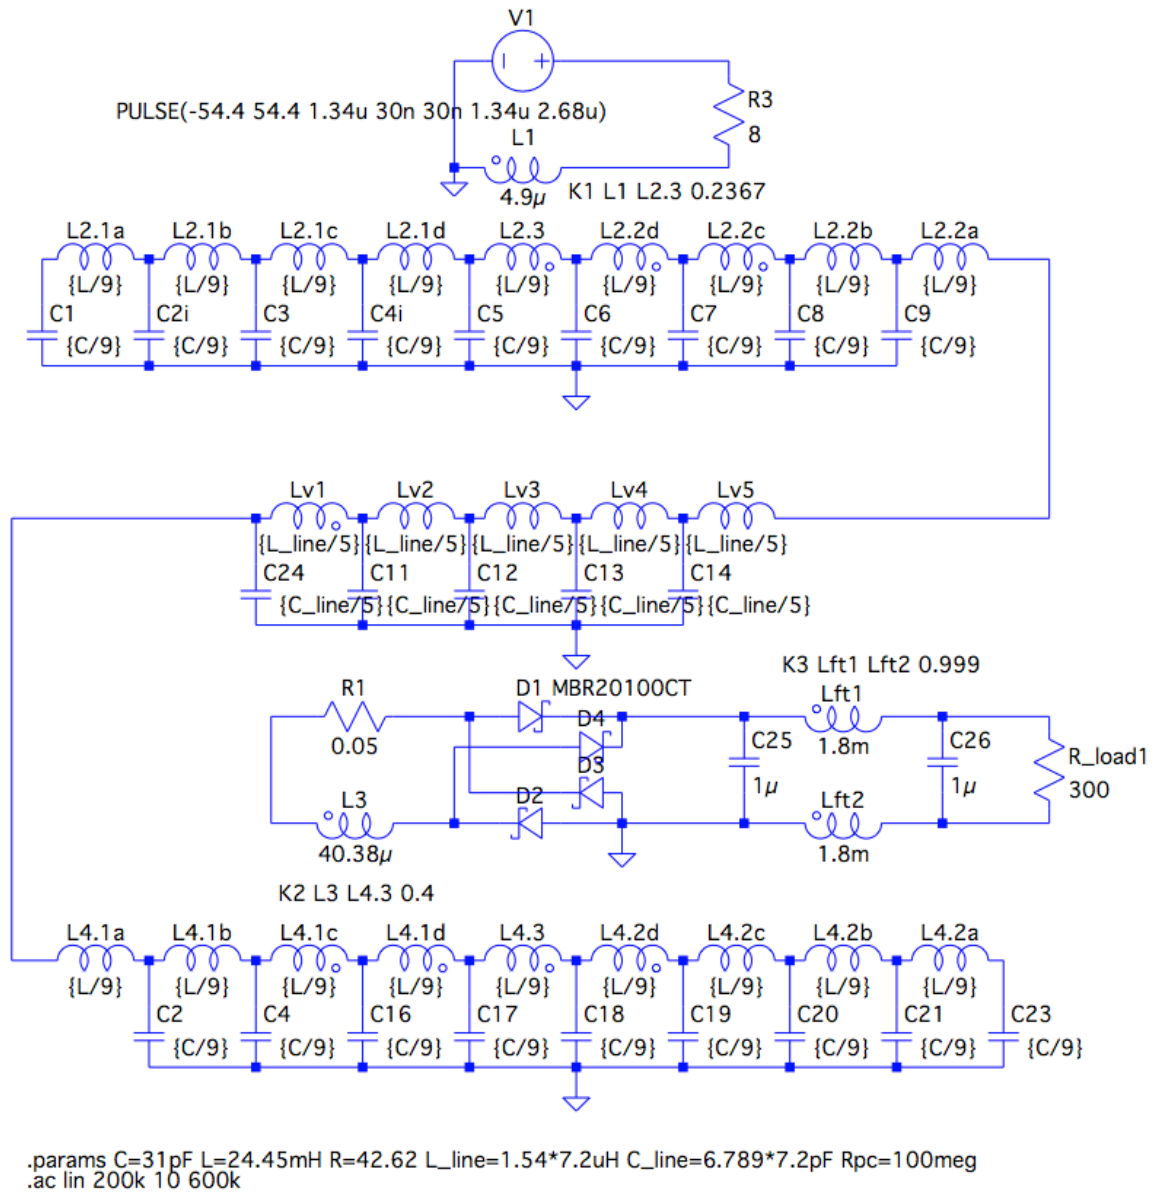 V1
PULSE(-54.4 54.4 1.34u 30n 30n 1.34u 2.68u)
R3
8
L1
4.9µ
K1 L1 L2.3 0.2367
L2.1a L2.1b L2.1c L2.1d L2.3 L2.2d L2.2c L2.2b L2.2a
{L/9} {L/9} {L/9} {L/9} {L/9} {L/9} {L/9} {L/9} {L/9}
C1 C2i C3 C4i C5 C6 C7 C8 C9
{C/9} {C/9} {C/9} {C/9} {C/9} {C/9} {C/9} {C/9} {C/9}
Lv1 Lv2 Lv3 Lv4 Lv5
{L_line/5} {L_line/5} {L_line/5} {L_line/5} {L_line/5}
C24 C11 C12 C13 C14
{C_line/5} {C_line/5} {C_line/5} {C_line/5} {C_line/5}
K3 Lft1 Lft2 0.999
R1
0.05
D1 MBR20100CT
D4
D3
D2
L3
40.38µ
C25
1µ
Lft1
1.8m
Lft2
1.8m
C26
1µ
R_load1
300
K2 L3 L4.3 0.4
L4.1a L4.1b L4.1c L4.1d L4.3 L4.2d L4.2c L4.2b L4.2a
{L/9} {L/9} {L/9} {L/9} {L/9} {L/9} {L/9} {L/9} {L/9}
C2 C4 C16 C17 C18 C19 C20 C21 C23
{C/9} {C/9} {C/9} {C/9} {C/9} {C/9} {C/9} {C/9} {C/9}
.params C=31pF L=24.45mH R=42.62 L_line=1.54*7.2uH C_line=6.789*7.2pF Rpc=100meg
.ac lin 200k 10 600k